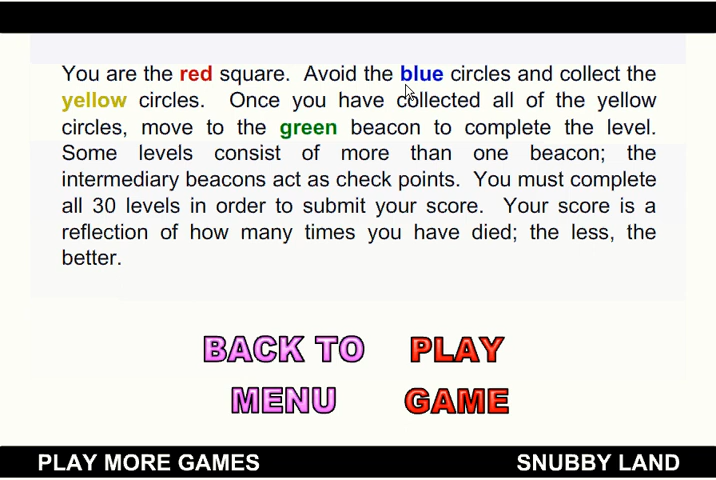 You are the red square. Avoid the blue circles and collect the
yellow circles. Once you have collected all of the yellow
circles, move to the green beacon to complete the level.
Some levels consist of more than one beacon; the
intermediary beacons act as check points. You must complete
all 30 levels in order to submit your score. Your score is a
reflection of how many times you have died; the less, the
better.
BACK TO
MENU
PLAY
GAME
PLAY MORE GAMES
SNUBBY LAND